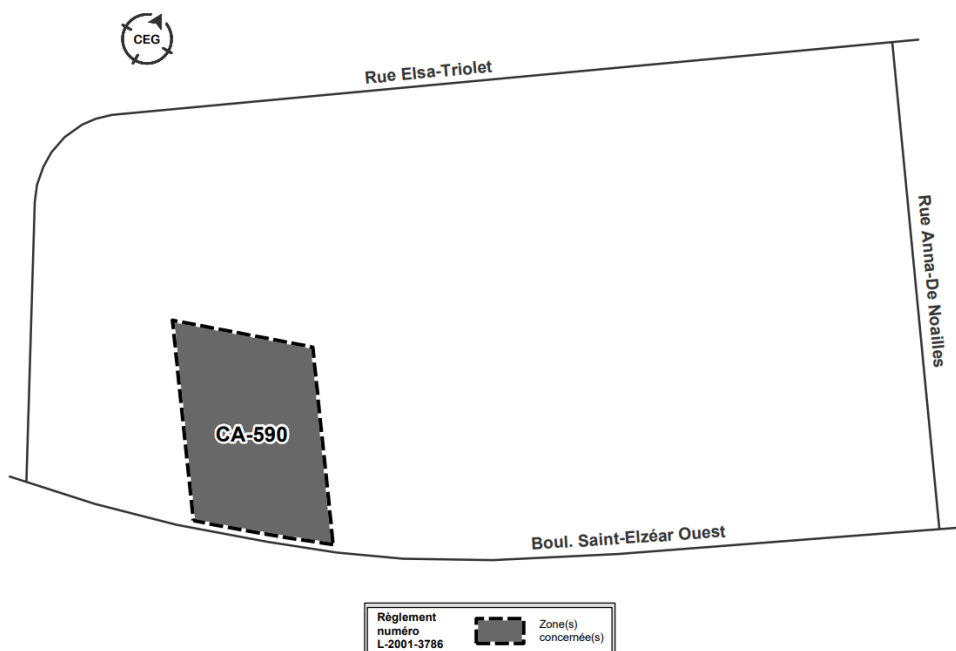 CEG
Rue Elsa-Triolet
Rue Anna-De Noailles
CA-590
Boul. Saint-Elzéar Ouest
Règlement
numéro
L-2001-3786
Zone(s)
concernée(s)